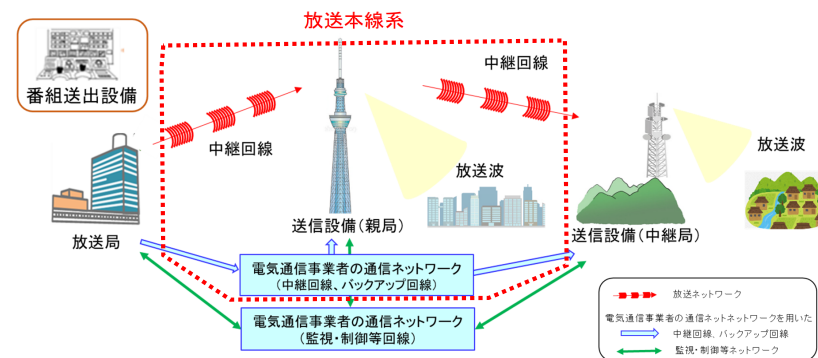 放送本線系
番組送出設備
中継回線
中継回線
放送波
放送波
放送局
送信設備(親局)
送信設備(中継局)
電気通信事業者の通信ネットワーク
(中継回線、バックアップ回線)
電気通信事業者の通信ネットワーク
(監視・制御等回線)
放送ネットワーク
電気通信事業者の通信ネットネットワークを用いた
中継回線、バックアップ回線
監視・制御等ネットワーク